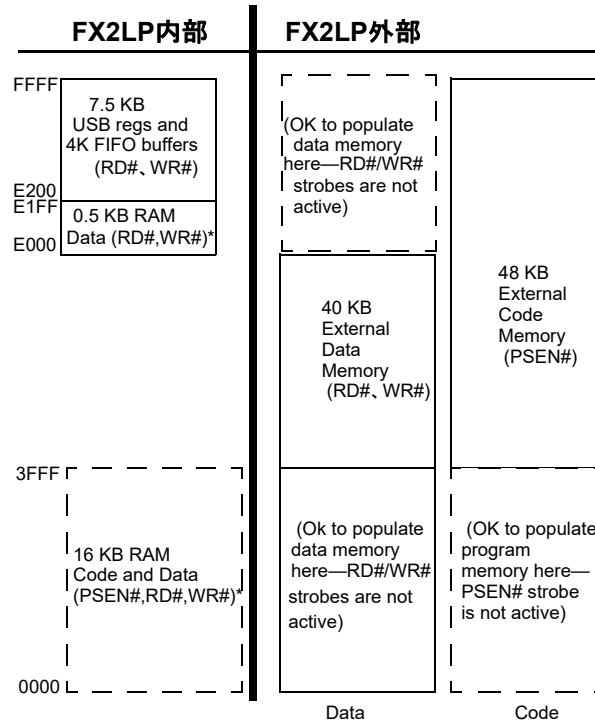 FX2LP内部
FX2LP外部
FFFF
7.5 KB
USB regs and
4K FIFO buffers
(RD#、WR#)
E200
E1FF
0.5 KB RAM
Data (RD#,WR#)*
E000
(OK to populate
data memory
here—RD#/WR#
strobes are not
active)
40 KB
External
Data
Memory
(RD#、WR#)
48 KB
External
Code
Memory
(PSEN#)
3FFF
16 KB RAM
Code and Data
(PSEN#,RD#,WR#)*
(Ok to populate
data memory
here—RD#/WR#
strobes are not
active)
(OK to populate
program
memory here—
PSEN# strobe
is not active)
0000
Data
Code